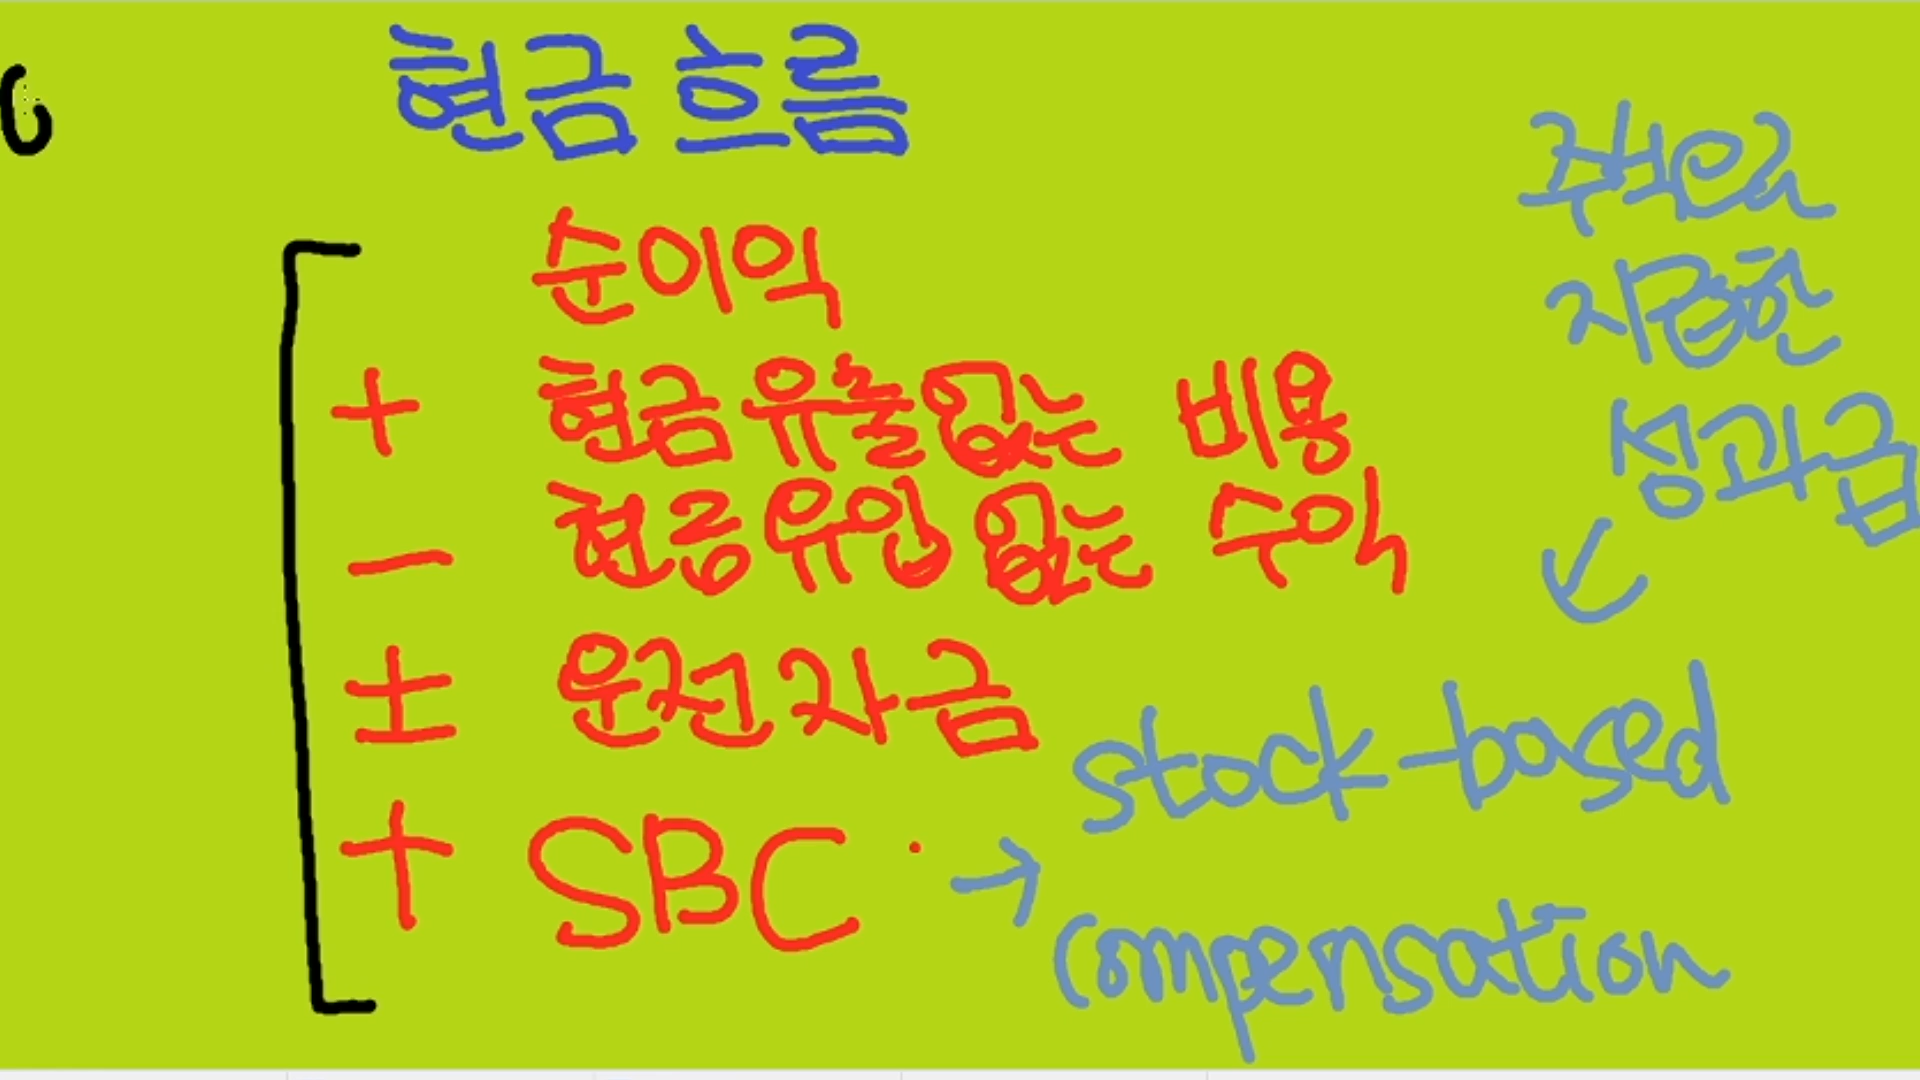 현금흐름
순이익
+ 현금유출없는 비용
- 현금유입없는 수익
± 운전자금
+ SBC → stock-based
compensation
주식으로
지급한
성과급